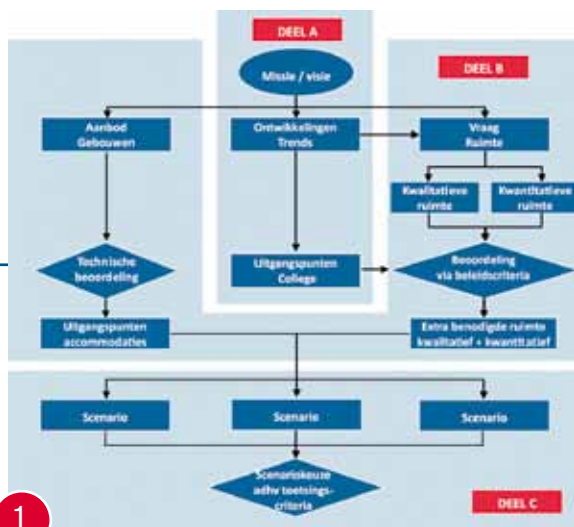 DEEL A
Missie / visie
DEEL B
Aanbod
Gebouwen
Ontwikkelingen
Trends
Vraag
Ruimte
Kwalitatieve
ruimte
Kwantitatieve
ruimte
Technische
beoordeling
Uitgangspunten
College
Beoordeling
via beleidscriteria
Uitgangspunten
accommodaties
Extra benodigde ruimte
kwalitatief + kwantitatief
Scenario
Scenario
Scenario
Scenariokeuze
adhv toetsings-
criteria
DEEL C
1